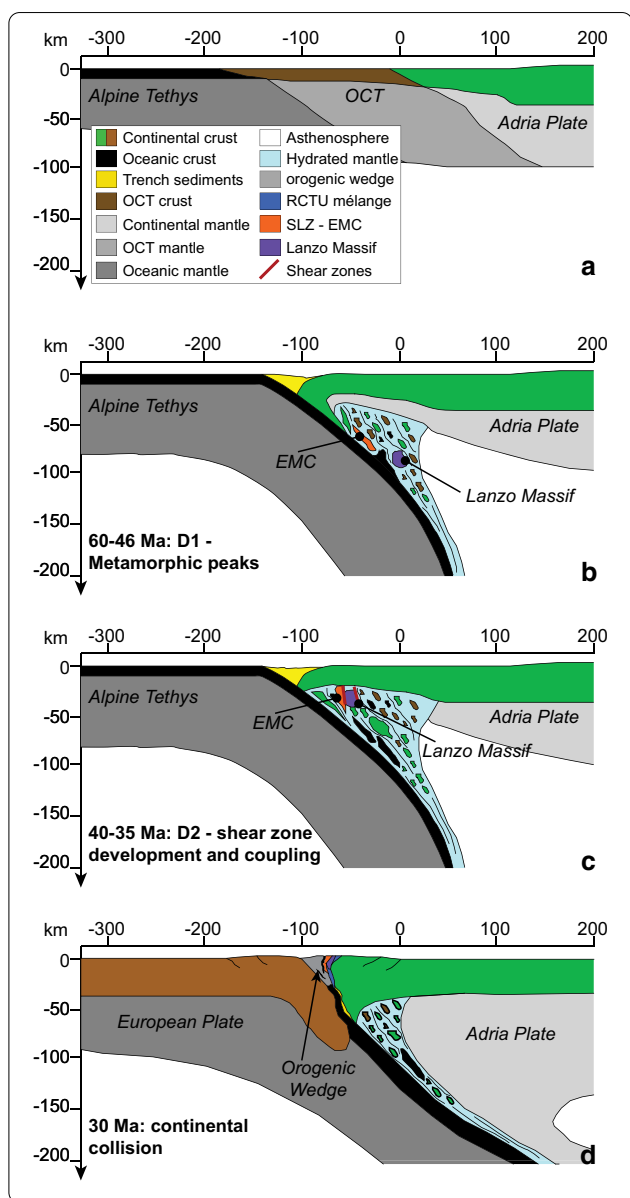 km -300 -200 -100 0 100 200
0
-50
-100
-150
-200
Alpine Tethys
OCT
Adria Plate
Continental crust
Oceanic crust
Trench sediments
OCT crust
Continental mantle
OCT mantle
Oceanic mantle
Asthenosphere
Hydrated mantle
orogenic wedge
RCTU mélange
SLZ - EMC
Lanzo Massif
Shear zones
a
km -300 -200 -100 0 100 200
0
-50
-100
-150
-200
Alpine Tethys
Adria Plate
EMC
Lanzo Massif
60-46 Ma: D1 -
Metamorphic peaks
b
km -300 -200 -100 0 100 200
0
-50
-100
-150
-200
Alpine Tethys
Adria Plate
EMC
Lanzo Massif
40-35 Ma: D2 - shear zone
development and coupling
c
km -300 -200 -100 0 100 200
0
-50
-100
-150
-200
European Plate
Adria Plate
Orogenic
Wedge
30 Ma: continental
collision
d